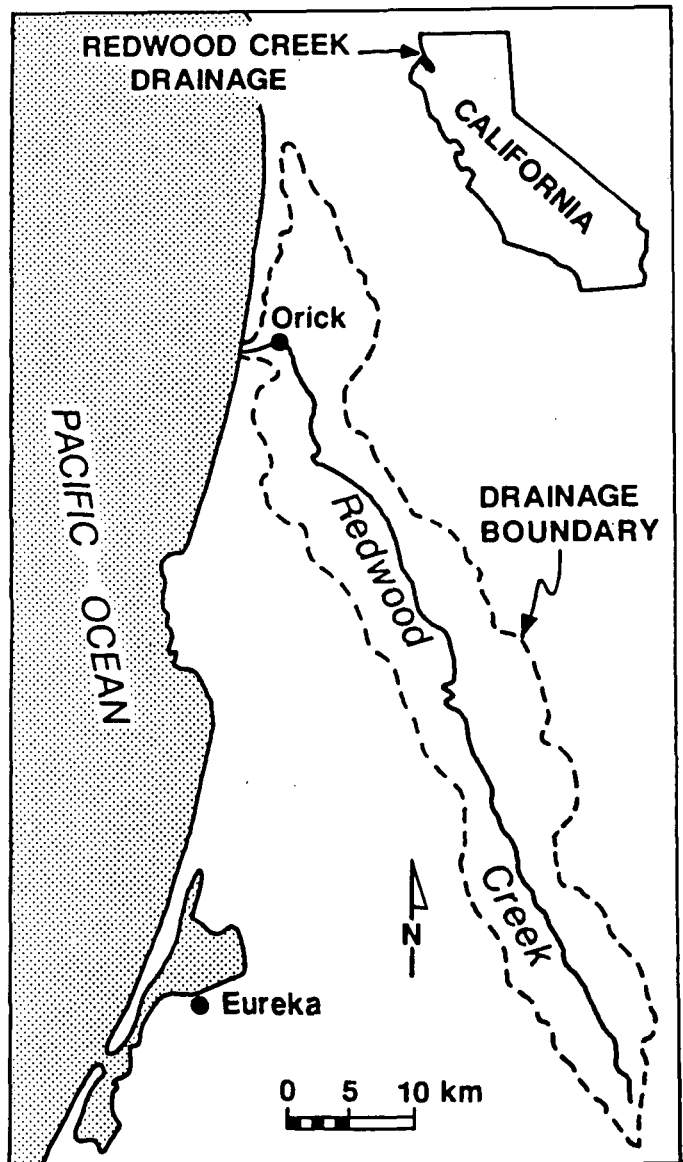 REDWOOD CREEK
DRAINAGE
CALIFORNIA
Orick
PACIFIC OCEAN
Redwood Creek
DRAINAGE
BOUNDARY
N
Eureka
0 5 10 km